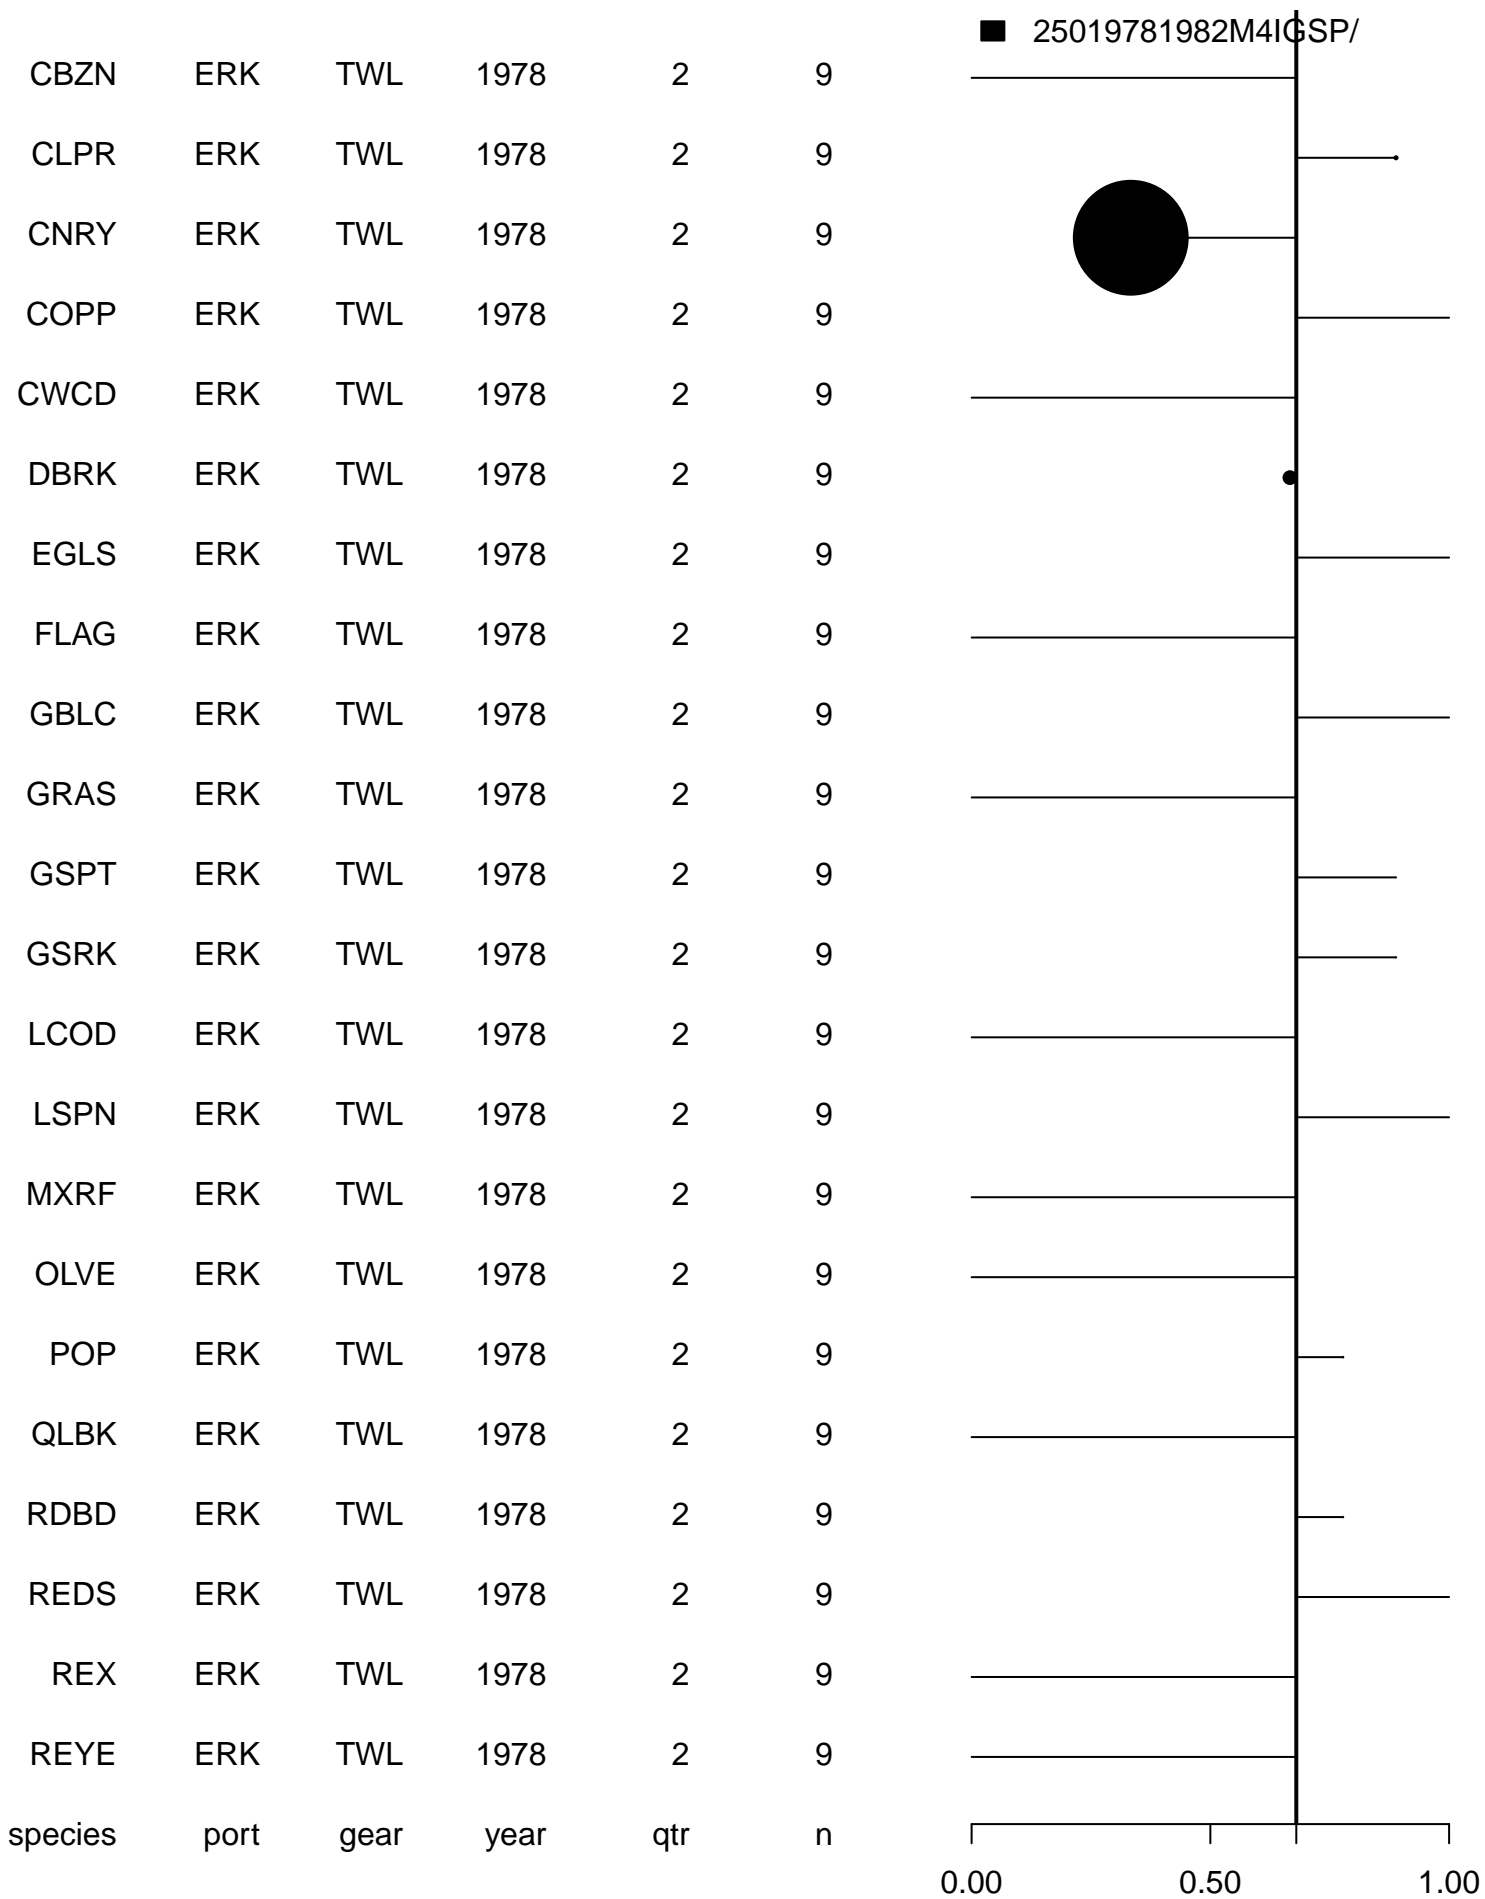 25019781982M4IGSP/
CBZN ERK TWL 1978 2 9
CLPR ERK TWL 1978 2 9
CNRY ERK TWL 1978 2 9
COPP ERK TWL 1978 2 9
CWCD ERK TWL 1978 2 9
DBRK ERK TWL 1978 2 9
EGLS ERK TWL 1978 2 9
FLAG ERK TWL 1978 2 9
GBLC ERK TWL 1978 2 9
GRAS ERK TWL 1978 2 9
GSPT ERK TWL 1978 2 9
GSRK ERK TWL 1978 2 9
LCOD ERK TWL 1978 2 9
LSPN ERK TWL 1978 2 9
MXRF ERK TWL 1978 2 9
OLVE ERK TWL 1978 2 9
POP ERK TWL 1978 2 9
QLBK ERK TWL 1978 2 9
RDBD ERK TWL 1978 2 9
REDS ERK TWL 1978 2 9
REX ERK TWL 1978 2 9
REYE ERK TWL 1978 2 9
species port gear year qtr n
0.00 0.50 1.00